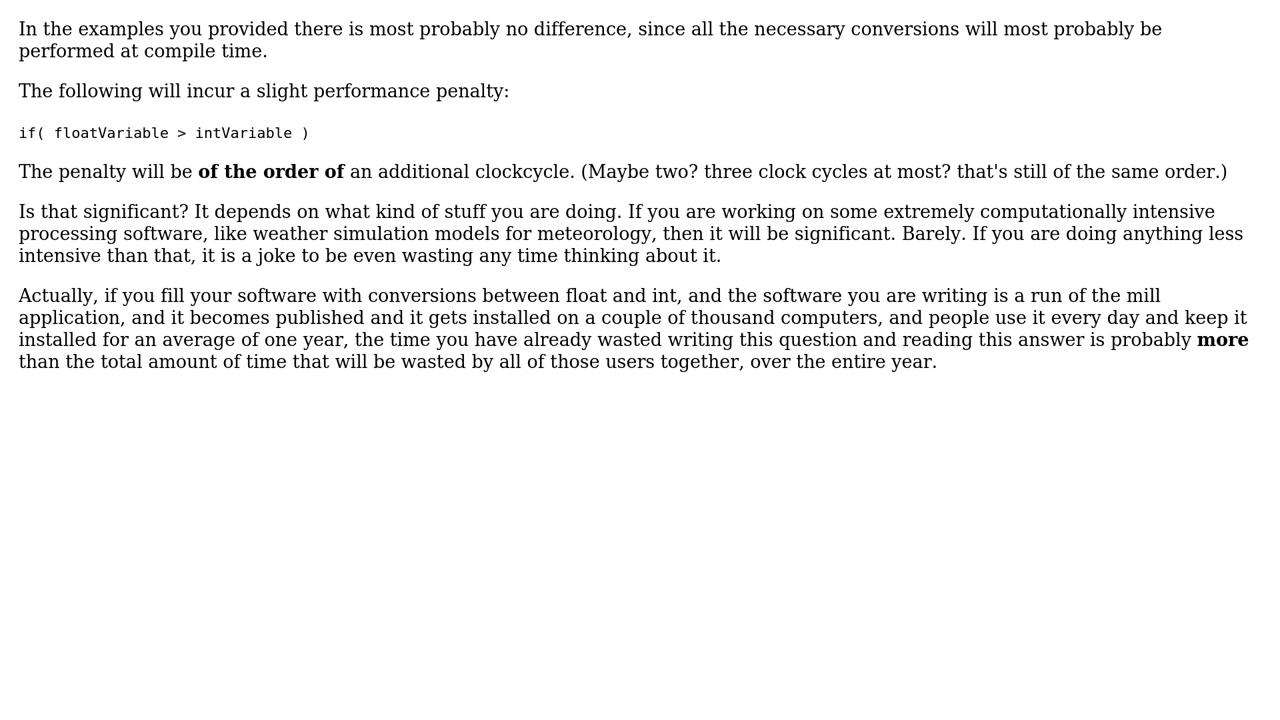 In the examples you provided there is most probably no difference, since all the necessary conversions will most probably be
performed at compile time.
The following will incur a slight performance penalty:
if( floatVariable > intVariable )
The penalty will be of the order of an additional clockcycle. (Maybe two? three clock cycles at most? that's still of the same order.)
Is that significant? It depends on what kind of stuff you are doing. If you are working on some extremely computationally intensive
processing software, like weather simulation models for meteorology, then it will be significant. Barely. If you are doing anything less
intensive than that, it is a joke to be even wasting any time thinking about it.
Actually, if you fill your software with conversions between float and int, and the software you are writing is a run of the mill
application, and it becomes published and it gets installed on a couple of thousand computers, and people use it every day and keep it
installed for an average of one year, the time you have already wasted writing this question and reading this answer is probably more
than the total amount of time that will be wasted by all of those users together, over the entire year.